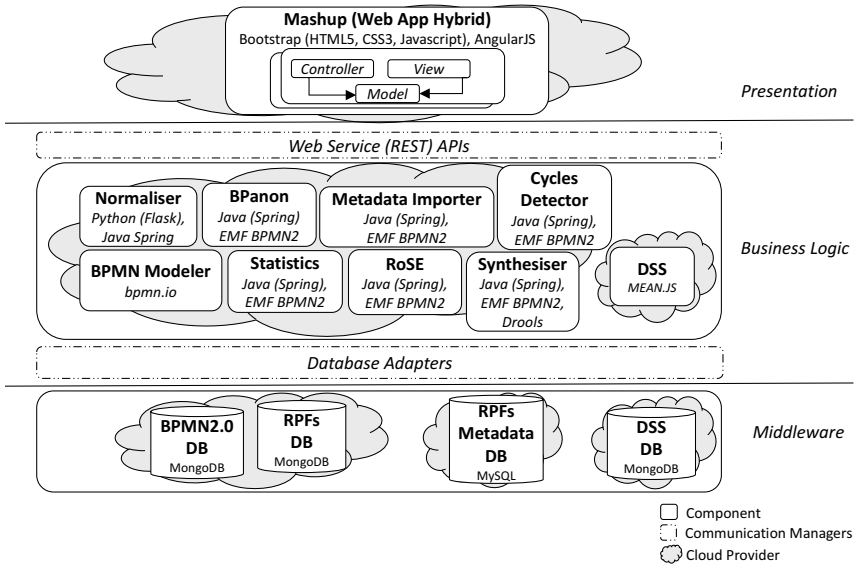 Mashup (Web App Hybrid)
Bootstrap (HTML5, CSS3, Javascript), AngularJS
Controller
View
Model
Presentation
Web Service (REST) APIs
Normaliser
Python (Flask),
Java Spring
BPanon
Java (Spring)
EMF BPMN2
Metadata Importer
Java (Spring),
EMF BPMN2
Cycles
Detector
Java (Spring),
EMF BPMN2
Business Logic
BPMN Modeler
bpmn.io
Statistics
Java (Spring),
EMF BPMN2
RoSE
Java (Spring),
EMF BPMN2
Synthesiser
Java (Spring),
EMF BPMN2,
Drools
DSS
MEAN.JS
Database Adapters
BPMN2.0
DB
MongoDB
RPFs
DB
MongoDB
RPFs
Metadata
DB
MySQL
DSS
DB
MongoDB
Middleware
Component
Communication Managers
Cloud Provider